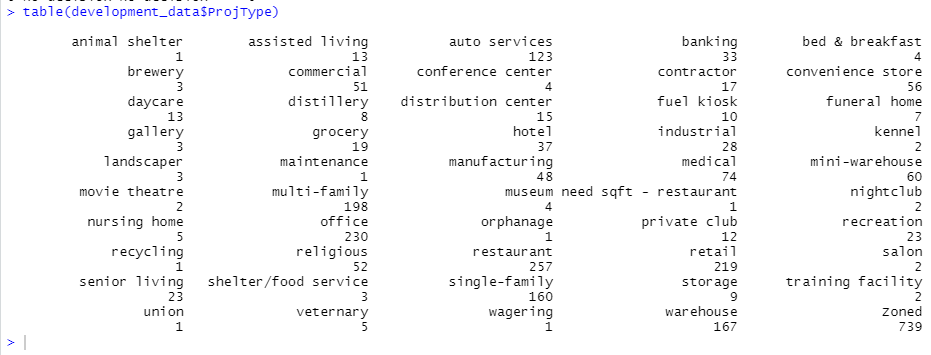 > table(development_data$ProjType)
animal shelter assisted living auto services banking bed & breakfast
1 13 123 33 4
brewery commercial conference center contractor convenience store
3 51 4 17 56
daycare distillery distribution center fuel kiosk funeral home
13 8 15 10 7
gallery grocery hotel industrial kennel
3 19 37 28 2
landscaper maintenance manufacturing medical mini-warehouse
3 1 48 74 60
movie theatre multi-family museum need sqft - restaurant nightclub
2 198 4 1 2
nursing home office orphanage private club recreation
5 230 1 12 23
recycling religious restaurant retail salon
1 52 257 219 2
senior living shelter/food service single-family storage training facility
23 3 160 9 2
union veternary wagering warehouse Zoned
1 5 1 167 739
>